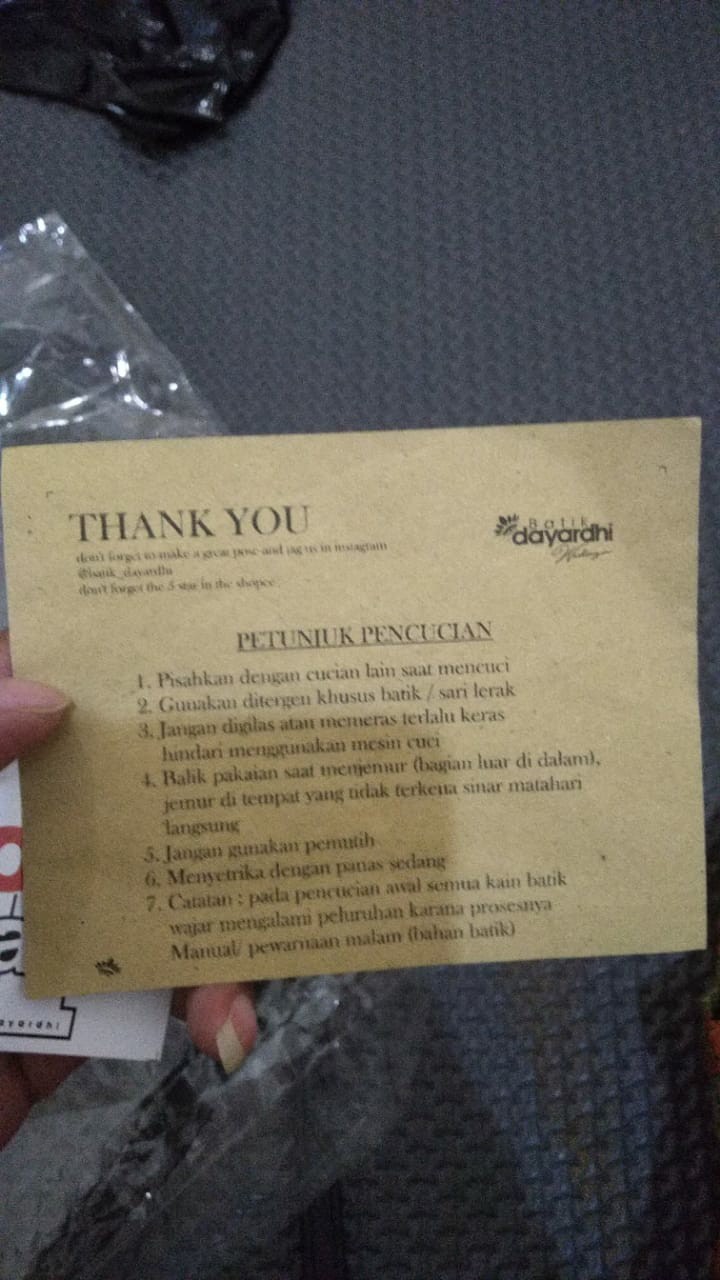 THANK YOU
don't forget to make a great pose and tag us in instagram
@batik_dayardhi
don't forget the 5 star in the shopee
Batik
dayardhi
PETUNJUK PENCUCIAN
1. Pisahkan dengan cucian lain saat mencuci
2. Gunakan ditergen khusus batik / sari lerak
3. Jangan digilas atau memeras terlalu keras
hindari menggunakan mesin cuci
4. Balik pakaian saat menjemur (bagian luar di dalam),
jemur di tempat yang tidak terkena sinar matahari
langsung
5. Jangan gunakan pemutih
6. Menyetrika dengan panas sedang
7. Catatan : pada pencucian awal semua kain batik
wajar mengalami peluruhan karana prosesnya
Manual/ pewarnaan malam (bahan batik)
ayardhi